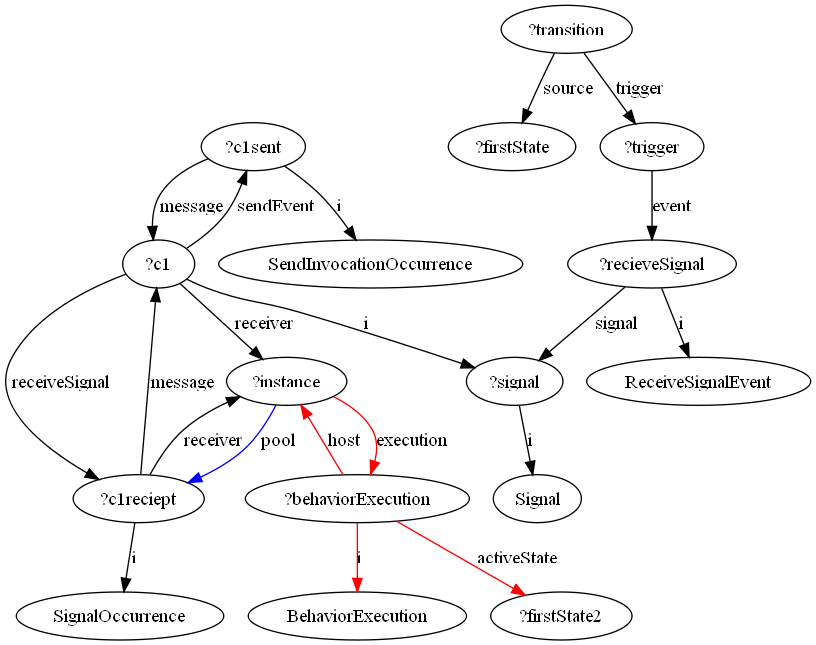 ?transition
source
trigger
?c1sent
?firstState
?trigger
message
sendEvent
i
event
?c1
SendInvocationOccurrence
?recieveSignal
receiver
i
signal
i
receiveSignal
message
?instance
?signal
ReceiveSignalEvent
receiver
pool
host
execution
i
?c1reciept
?behaviorExecution
Signal
i
i
activeState
SignalOccurrence
BehaviorExecution
?firstState2